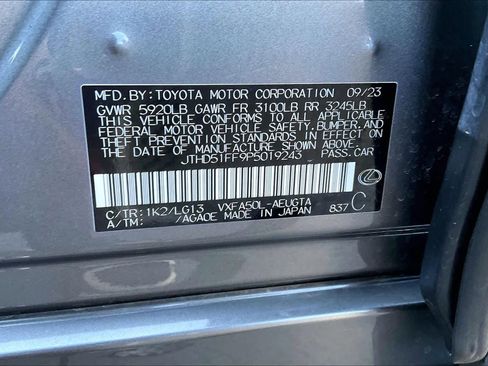 MFD. BY: TOYOTA MOTOR CORPORATION 09/23
GVWR 5920LB GAWR FR 3100LB RR 3245LB
THIS VEHICLE CONFORMS TO ALL APPLICABLE
FEDERAL MOTOR VEHICLE SAFETY, BUMPER, AND
THEFT PREVENTION STANDARDS IN EFFECT ON THE
DATE OF MANUFACTURE SHOWN ABOVE.
JTHD51FF9P5019243 PASS. CAR
C/TR: 1K2/LG13 VXFA50L-AEUGTA
A/TM: /AGA0E MADE IN JAPAN 837 C